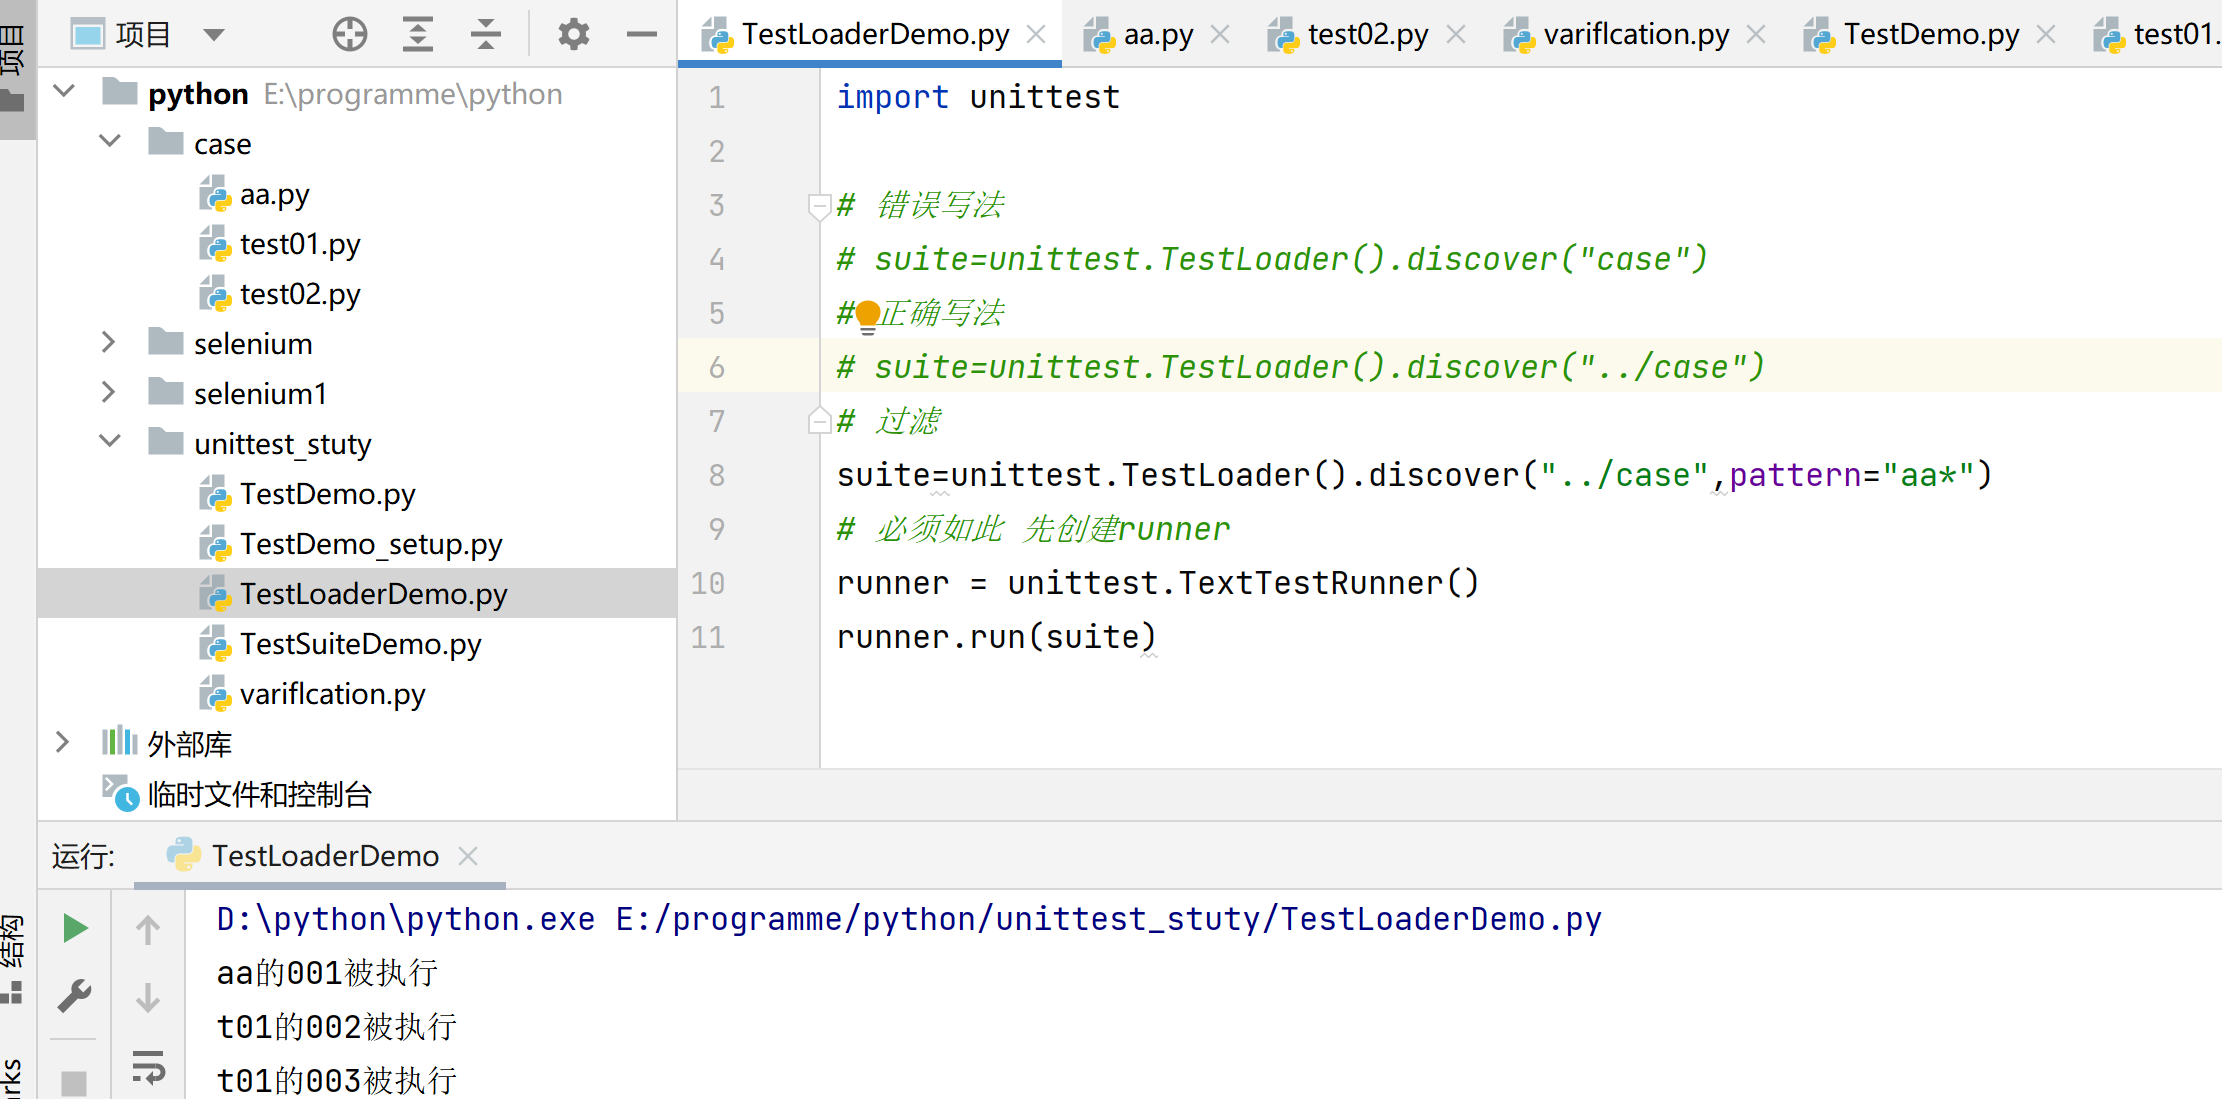 项目
项目
TestLoaderDemo.py
aa.py
test02.py
variflcation.py
TestDemo.py
test01.
python E:\programme\python
case
aa.py
test01.py
test02.py
selenium
selenium1
unittest_stuty
TestDemo.py
TestDemo_setup.py
TestLoaderDemo.py
TestSuiteDemo.py
variflcation.py
外部库
临时文件和控制台
1 import unittest
2
3 # 错误写法
4 # suite=unittest.TestLoader().discover("case")
5 # 正确写法
6 # suite=unittest.TestLoader().discover("../case")
7 # 过滤
8 suite=unittest.TestLoader().discover("../case",pattern="aa*")
9 # 必须如此 先创建runner
10 runner = unittest.TextTestRunner()
11 runner.run(suite)
运行:
TestLoaderDemo
结构
D:\python\python.exe E:/programme/python/unittest_stuty/TestLoaderDemo.py
aa的001被执行
t01的002被执行
t01的003被执行